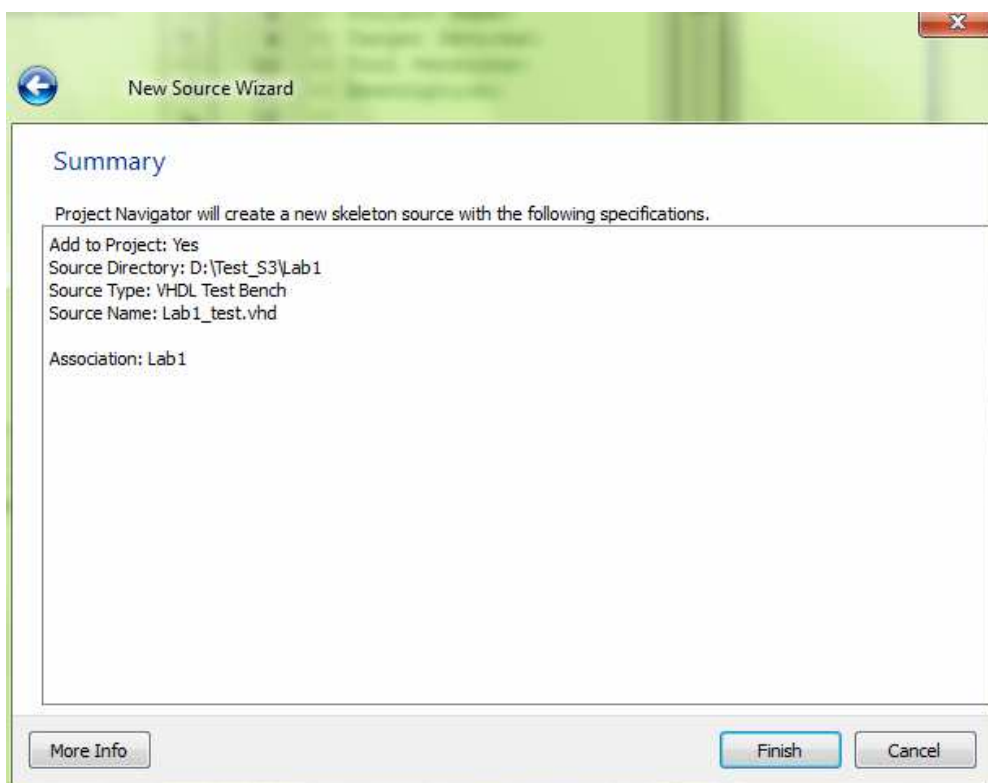 New Source Wizard
Summary
Project Navigator will create a new skeleton source with the following specifications.
Add to Project: Yes
Source Directory: D:\Test_S3\Lab1
Source Type: VHDL Test Bench
Source Name: Lab1_test.vhd
Association: Lab1
More Info
Finish
Cancel